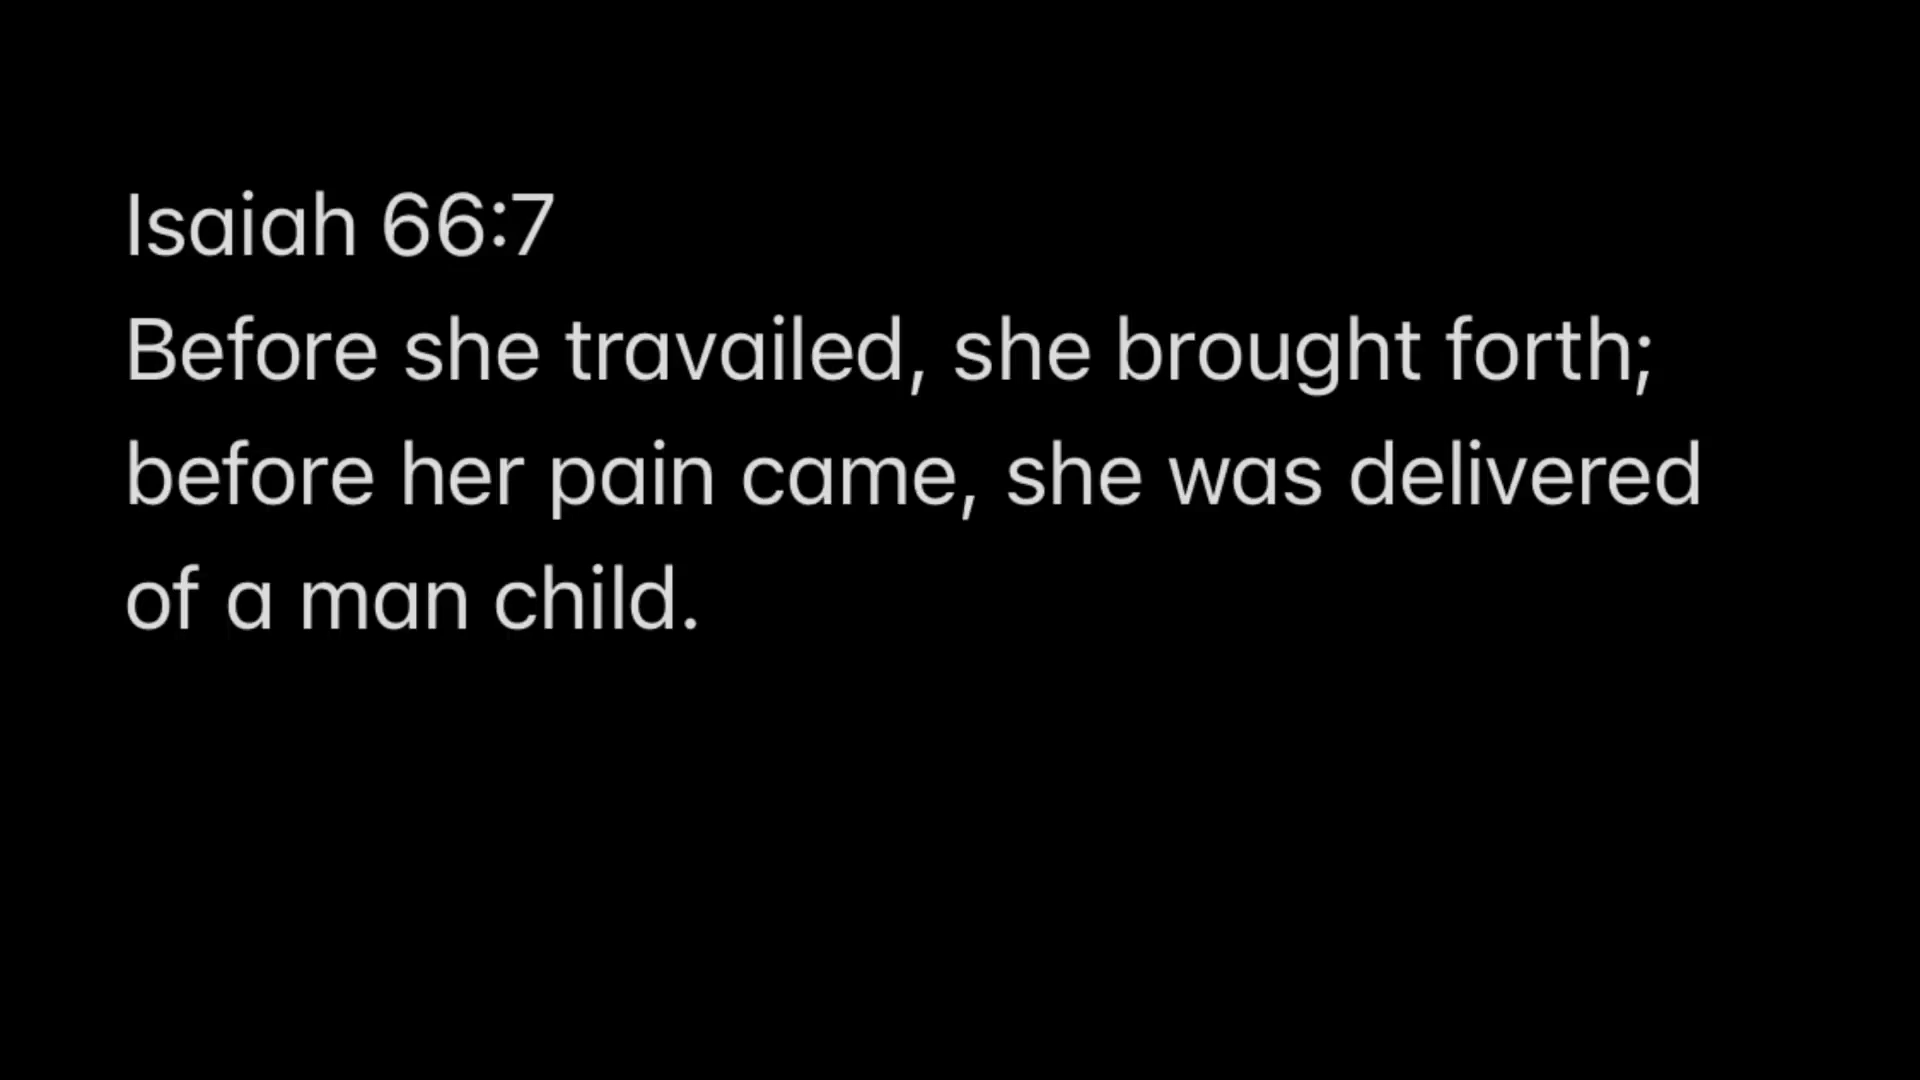 Isaiah 66:7
Before she travailed, she brought forth;
before her pain came, she was delivered
of a man child.